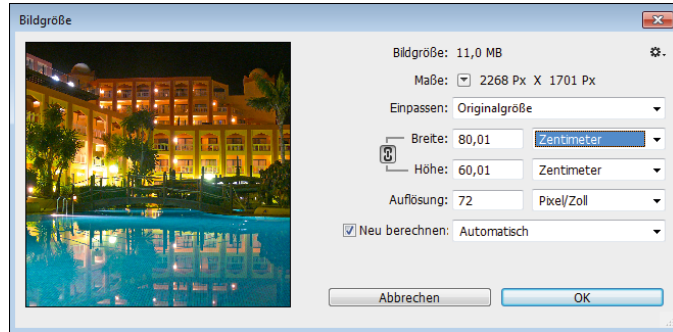 Bildgröße
Bildgröße: 11,0 MB
Maße: 2268 Px X 1701 Px
Einpassen: Originalgröße
Breite: 80,01 Zentimeter
Höhe: 60,01 Zentimeter
Auflösung: 72 Pixel/Zoll
Neu berechnen: Automatisch
Abbrechen OK